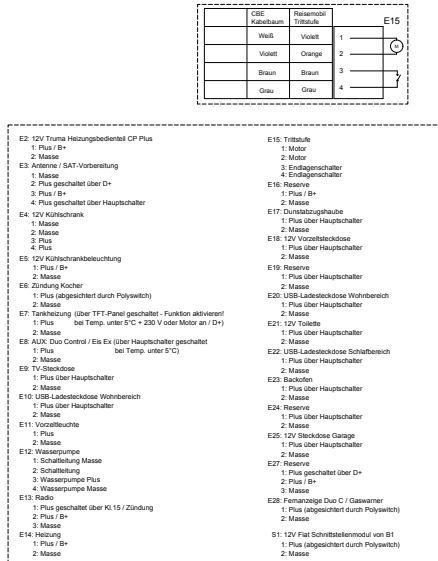 CBE Kabelbaum
Reisemobil Trittstufe
E15
Weiß Violett 1
Violett Orange 2
M
Braun Braun 3
Grau Grau 4
E2: 12V Truma Heizungsbedienteil CP Plus
1: Plus / B+
2: Masse
E3: Antenne / SAT-Vorbereitung
1: Masse
2: Plus geschaltet über D+
3: Plus / B+
4: Plus geschaltet über Hauptschalter
E4: 12V Kühlschrank
1: Masse
2: Masse
3: Plus
4: Plus
E5: 12V Kühlschrankbeleuchtung
1: Plus / B+
2: Masse
E6: Zündung Kocher
1: Plus (abgesichert durch Polyswitch)
2: Masse
E7: Tankheizung (über TFT-Panel geschaltet - Funktion aktivieren!
1: Plus bei Temp. unter 5°C + 230 V oder Motor an / D+)
2: Masse
E8: AUX: Duo Control / Eis Ex (über Hauptschalter geschaltet
1: Plus bei Temp. unter 5°C)
2: Masse
E9: TV-Steckdose
1: Plus über Hauptschalter
2: Masse
E10: USB-Ladesteckdose Wohnbereich
1: Plus über Hauptschalter
2: Masse
E11: Vorzeltleuchte
1: Plus
2: Masse
E12: Wasserpumpe
1: Schaltleitung Masse
2: Schaltleitung
3: Wasserpumpe Plus
4: Wasserpumpe Masse
E13: Radio
1: Plus geschaltet über Kl.15 / Zündung
2: Plus / B+
3: Masse
E14: Heizung
1: Plus / B+
2: Masse
E15: Trittstufe
1: Motor
2: Motor
3: Endlagenschalter
4: Endlagenschalter
E16: Reserve
1: Plus / B+
2: Masse
E17: Dunstabzugshaube
1: Plus über Hauptschalter
2: Masse
E18: 12V Vorzeltsteckdose
1: Plus über Hauptschalter
2: Masse
E19: Reserve
1: Plus über Hauptschalter
2: Masse
E20: USB-Ladesteckdose Wohnbereich
1: Plus über Hauptschalter
2: Masse
E21: 12V Toilette
1: Plus über Hauptschalter
2: Masse
E22: USB-Ladesteckdose Schlafbereich
1: Plus über Hauptschalter
2: Masse
E23: Backofen
1: Plus über Hauptschalter
2: Masse
E24: Reserve
1: Plus über Hauptschalter
2: Masse
E25: 12V Steckdose Garage
1: Plus über Hauptschalter
2: Masse
E27: Reserve
1: Plus geschaltet über D+
2: Plus / B+
3: Masse
E28: Fernanzeige Duo C / Gaswarner
1: Plus (abgesichert durch Polyswitch)
2: Masse
S1: 12V Fiat Schnittstellenmodul von B1
1: Plus (abgesichert durch Polyswitch)
2: Masse